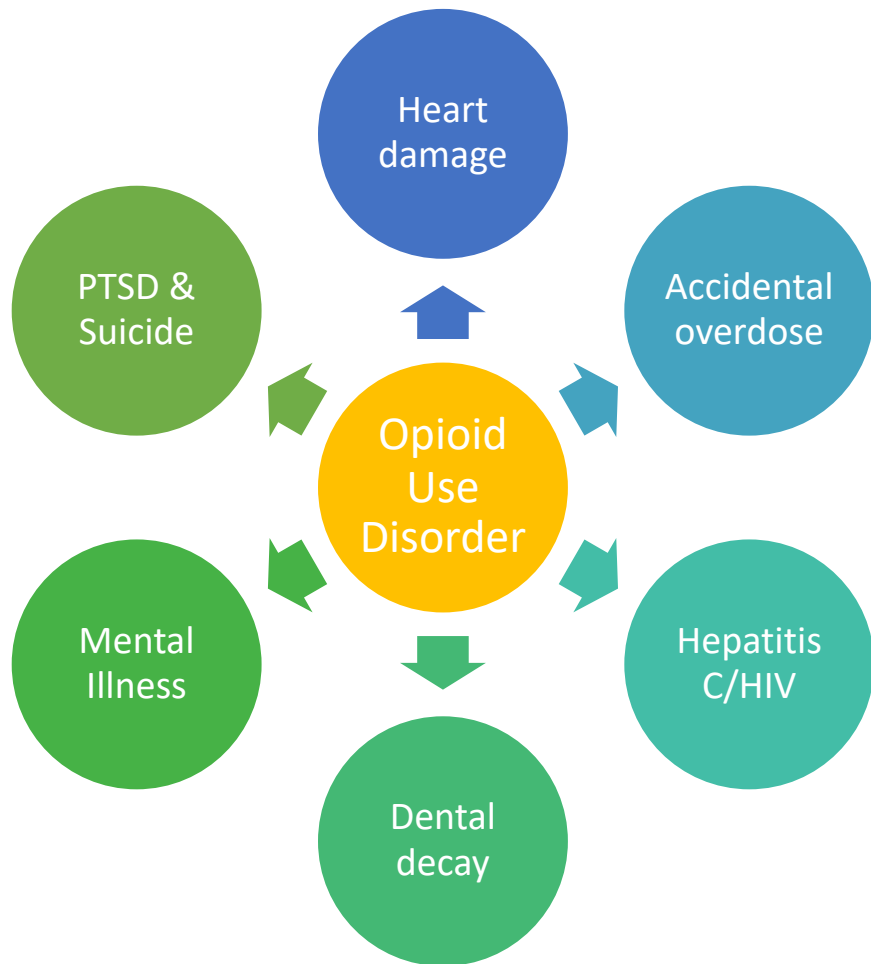 Heart
damage
PTSD &
Suicide
Accidental
overdose
Opioid
Use
Disorder
Mental
Illness
Hepatitis
C/HIV
Dental
decay